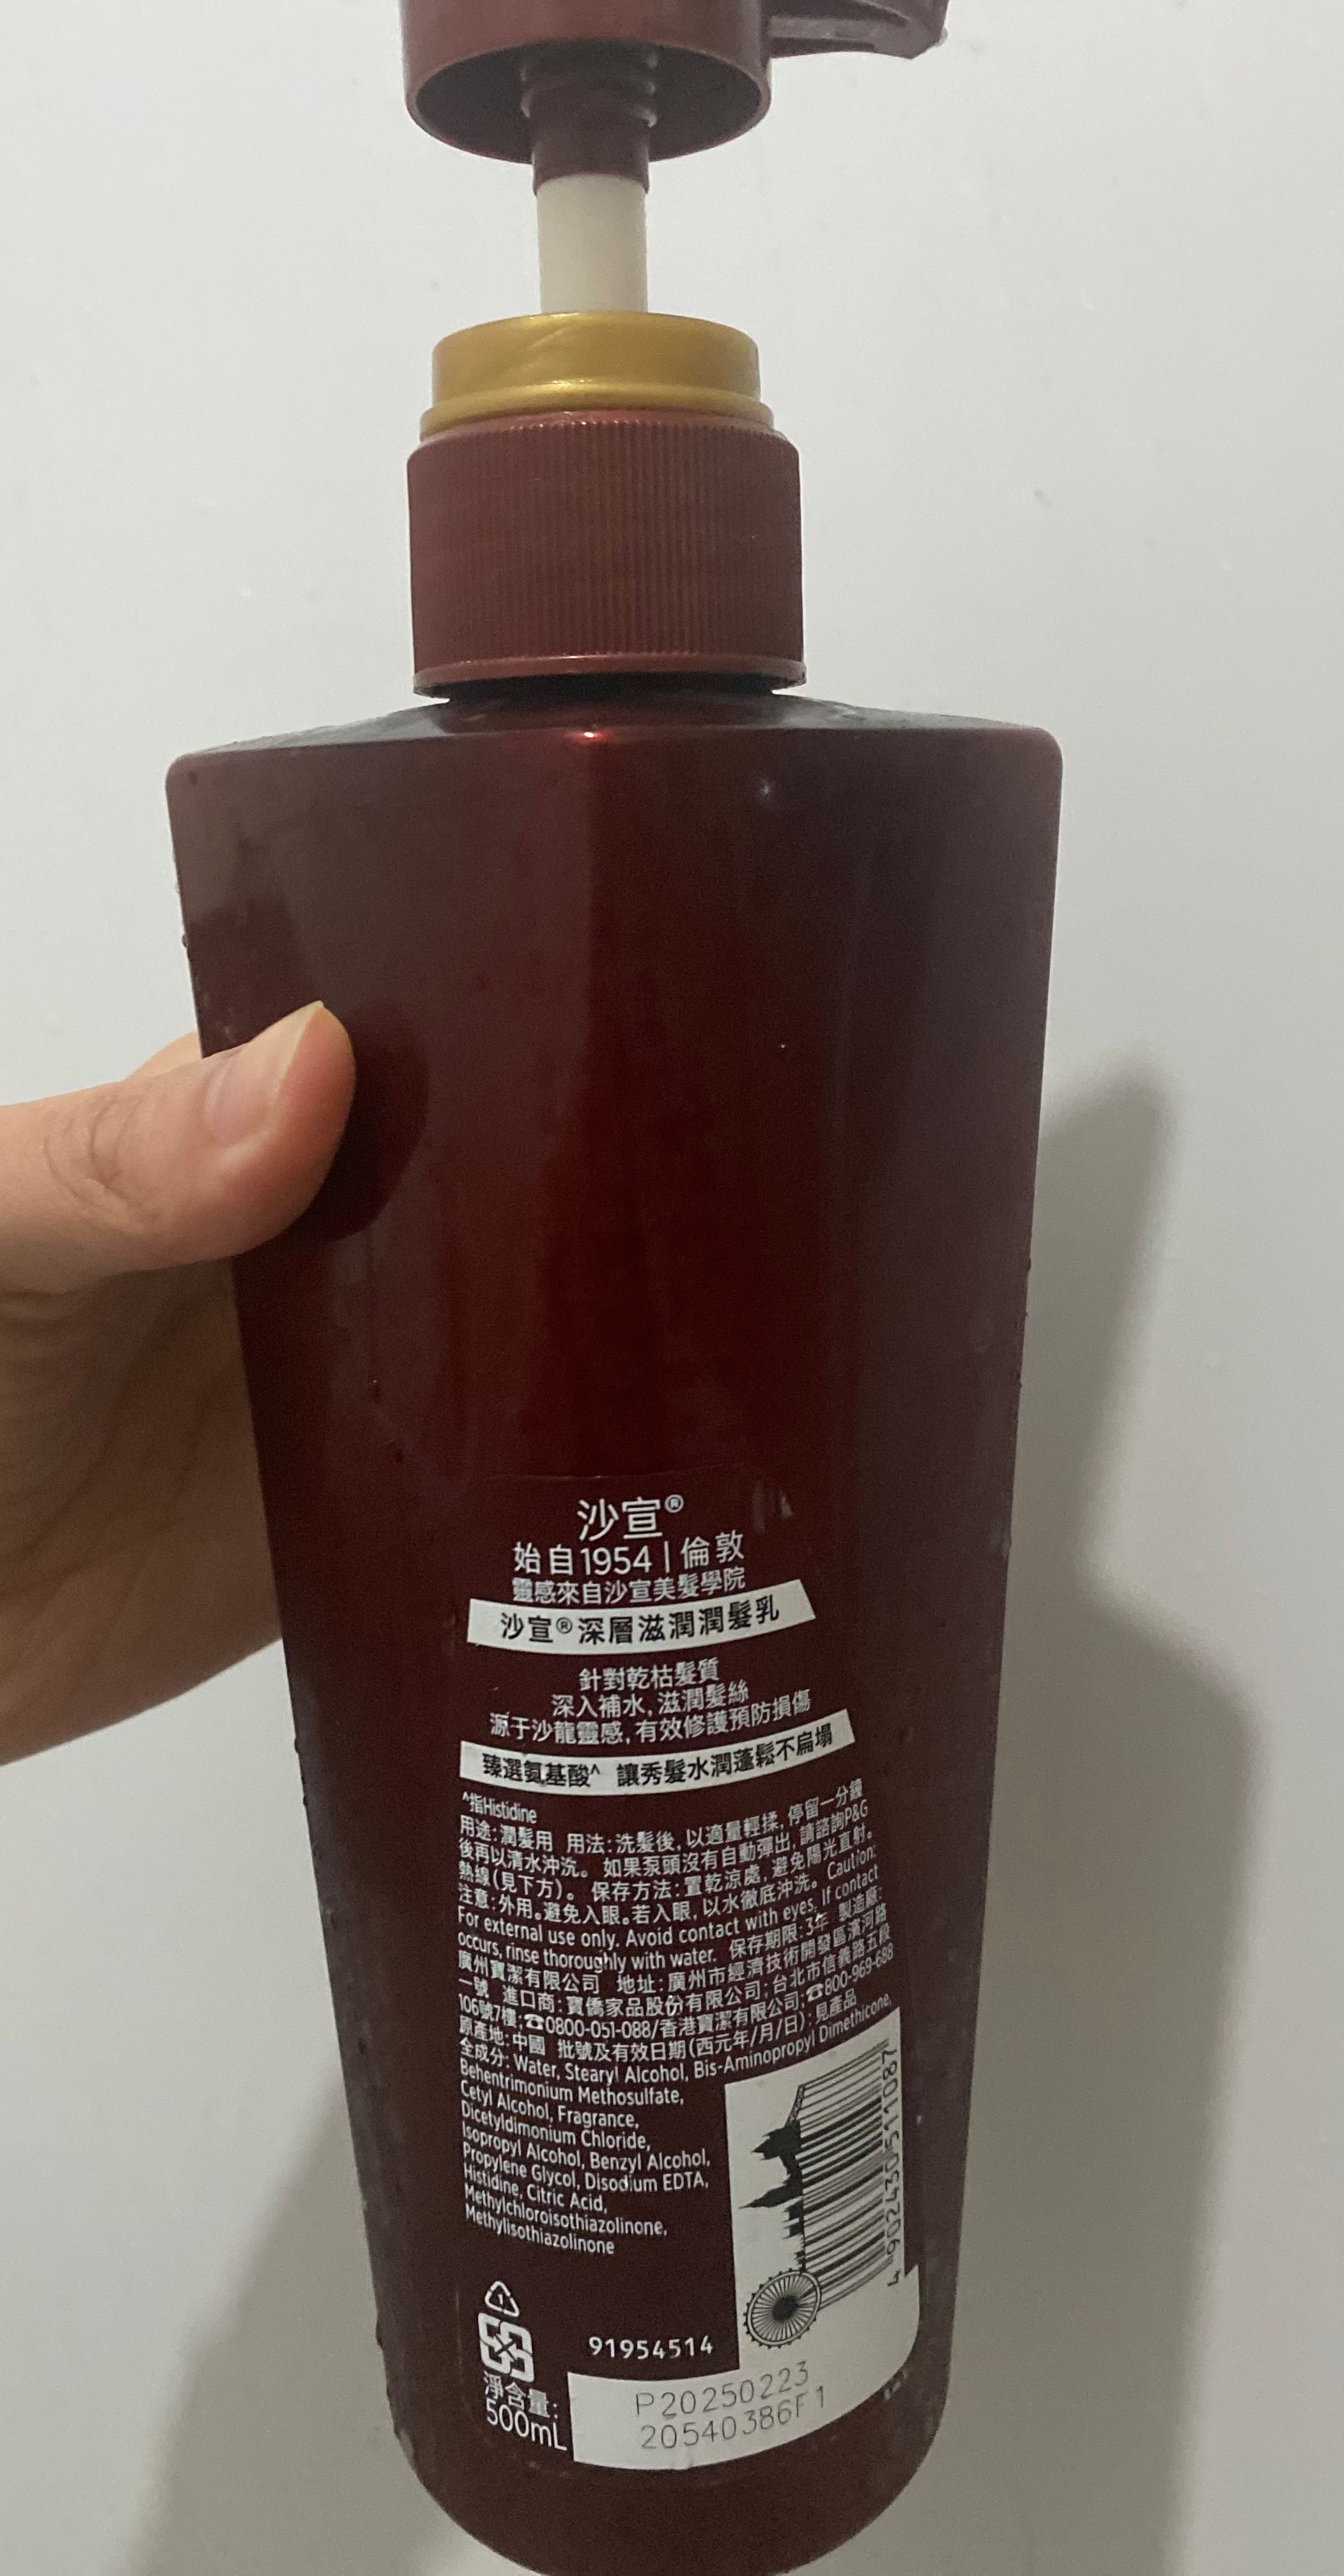 沙宣®
始自1954 | 倫敦
靈感來自沙宣美髮學院
沙宣®深層滋潤潤髮乳
針對乾枯髮質
深入補水, 滋潤髮絲
源于沙龍靈感, 有效修護預防損傷
臻選氨基酸^ 讓秀髮水潤蓬鬆不扁塌
^指Histidine
用途: 潤髮用 用法: 洗髮後, 以適量輕揉, 停留一分鐘
後再以清水沖洗。 如果泵頭沒有自動彈出, 請諮詢P&G
熱線(見下方)。 保存方法: 置乾涼處, 避免陽光直射。
注意: 外用。避免入眼。若入眼, 以水徹底沖洗。 Caution:
For external use only. Avoid contact with eyes. If contact
occurs, rinse thoroughly with water. 保存期限: 3年 製造廠:
廣州寶潔有限公司 地址: 廣州市經濟技術開發區濱河路
一號 進口商: 寶僑家品股份有限公司; 台北市信義路五段
106號7樓; ☎0800-051-088/香港寶潔有限公司; ☎800-969-688
原產地: 中國 批號及有效日期(西元年/月/日): 見產品
全成分: Water, Stearyl Alcohol, Bis-Aminopropyl Dimethicone,
Behentrimonium Methosulfate,
Cetyl Alcohol, Fragrance,
Dicetyldimonium Chloride,
Isopropyl Alcohol, Benzyl Alcohol,
Propylene Glycol, Disodium EDTA,
Histidine, Citric Acid,
Methylchloroisothiazolinone,
Methylisothiazolinone
4 902430 511087
1
91954514
淨含量:
500mL
P20250223
20540386F1